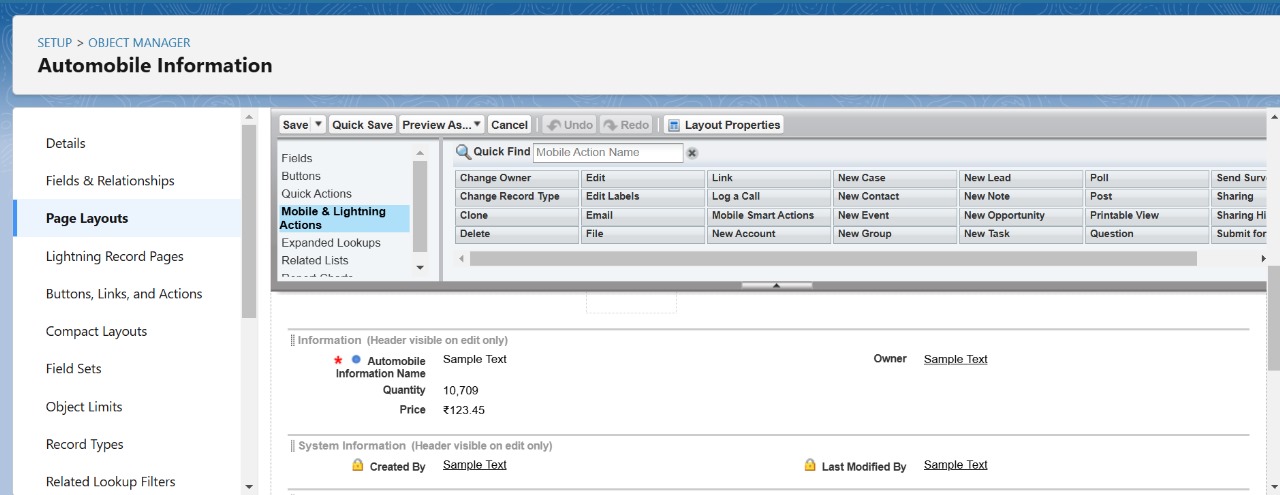 SETUP > OBJECT MANAGER
Automobile Information
Details
Fields & Relationships
Page Layouts
Lightning Record Pages
Buttons, Links, and Actions
Compact Layouts
Field Sets
Object Limits
Record Types
Related Lookup Filters
Save Quick Save Preview As... Cancel Undo Redo Layout Properties
Fields
Buttons
Quick Actions
Mobile & Lightning
Actions
Expanded Lookups
Related Lists
Report Charts
Quick Find Mobile Action Name
Change Owner Edit Link New Case New Lead Poll Send Surv
Change Record Type Edit Labels Log a Call New Contact New Note Post Sharing
Clone Email Mobile Smart Actions New Event New Opportunity Printable View Sharing Hi
Delete File New Account New Group New Task Question Submit for
Information (Header visible on edit only)
* Automobile Sample Text Owner Sample Text
Information Name
Quantity 10,709
Price ₹123.45
System Information (Header visible on edit only)
Created By Sample Text Last Modified By Sample Text